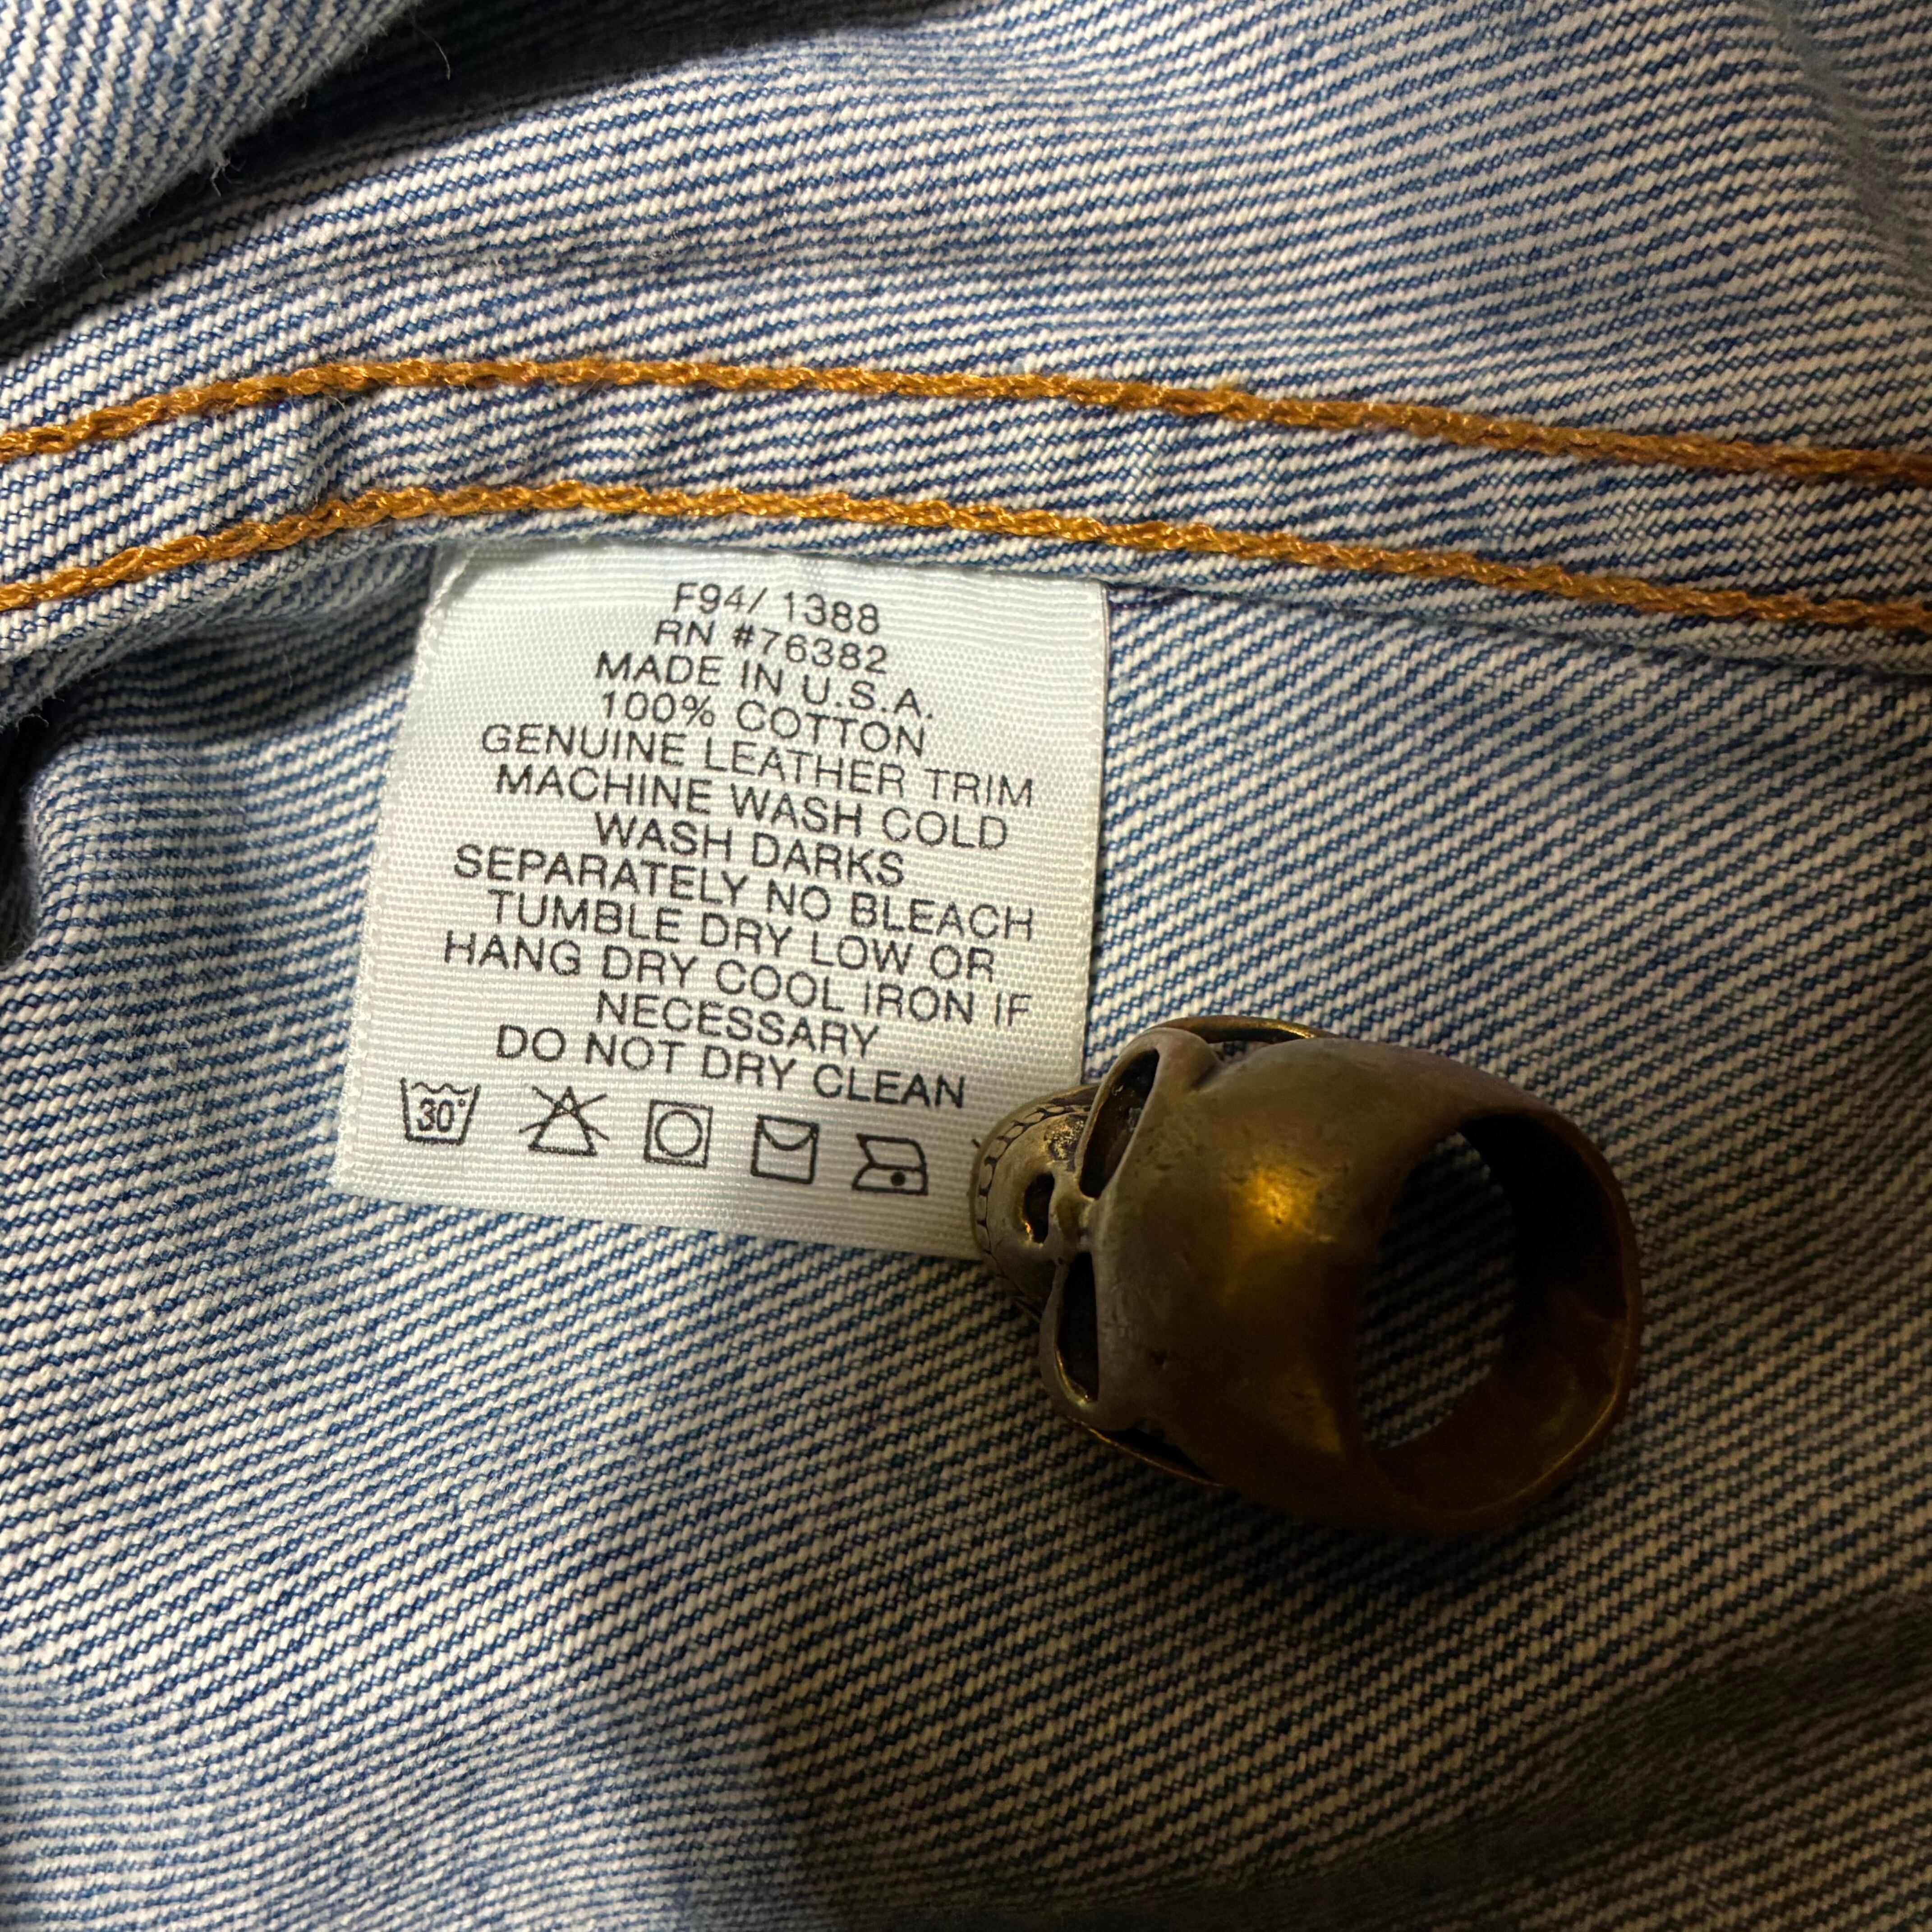 F94/ 1388
RN #76382
MADE IN U.S.A.
100% COTTON
GENUINE LEATHER TRIM
MACHINE WASH COLD
WASH DARKS
SEPARATELY NO BLEACH
TUMBLE DRY LOW OR
HANG DRY COOL IRON IF
NECESSARY
DO NOT DRY CLEAN
30°